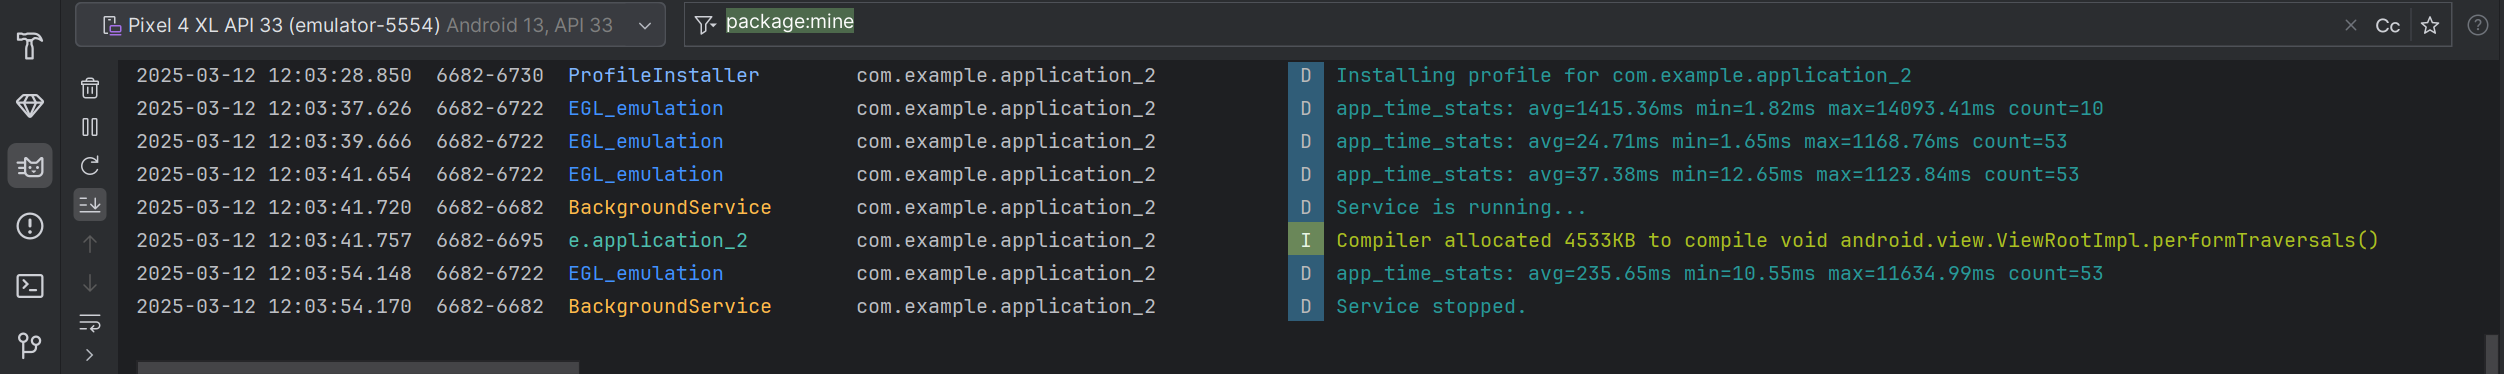 Pixel 4 XL API 33 (emulator-5554) Android 13, API 33 package:mine Cc ?
2025-03-12 12:03:28.850 6682-6730 ProfileInstaller com.example.application_2 D Installing profile for com.example.application_2
2025-03-12 12:03:37.626 6682-6722 EGL_emulation com.example.application_2 D app_time_stats: avg=1415.36ms min=1.82ms max=14093.41ms count=10
2025-03-12 12:03:39.666 6682-6722 EGL_emulation com.example.application_2 D app_time_stats: avg=24.71ms min=1.65ms max=1168.76ms count=53
2025-03-12 12:03:41.654 6682-6722 EGL_emulation com.example.application_2 D app_time_stats: avg=37.38ms min=12.65ms max=1123.84ms count=53
2025-03-12 12:03:41.720 6682-6682 BackgroundService com.example.application_2 D Service is running...
2025-03-12 12:03:41.757 6682-6695 e.application_2 com.example.application_2 I Compiler allocated 4533KB to compile void android.view.ViewRootImpl.performTraversals()
2025-03-12 12:03:54.148 6682-6722 EGL_emulation com.example.application_2 D app_time_stats: avg=235.65ms min=10.55ms max=11634.99ms count=53
2025-03-12 12:03:54.170 6682-6682 BackgroundService com.example.application_2 D Service stopped.